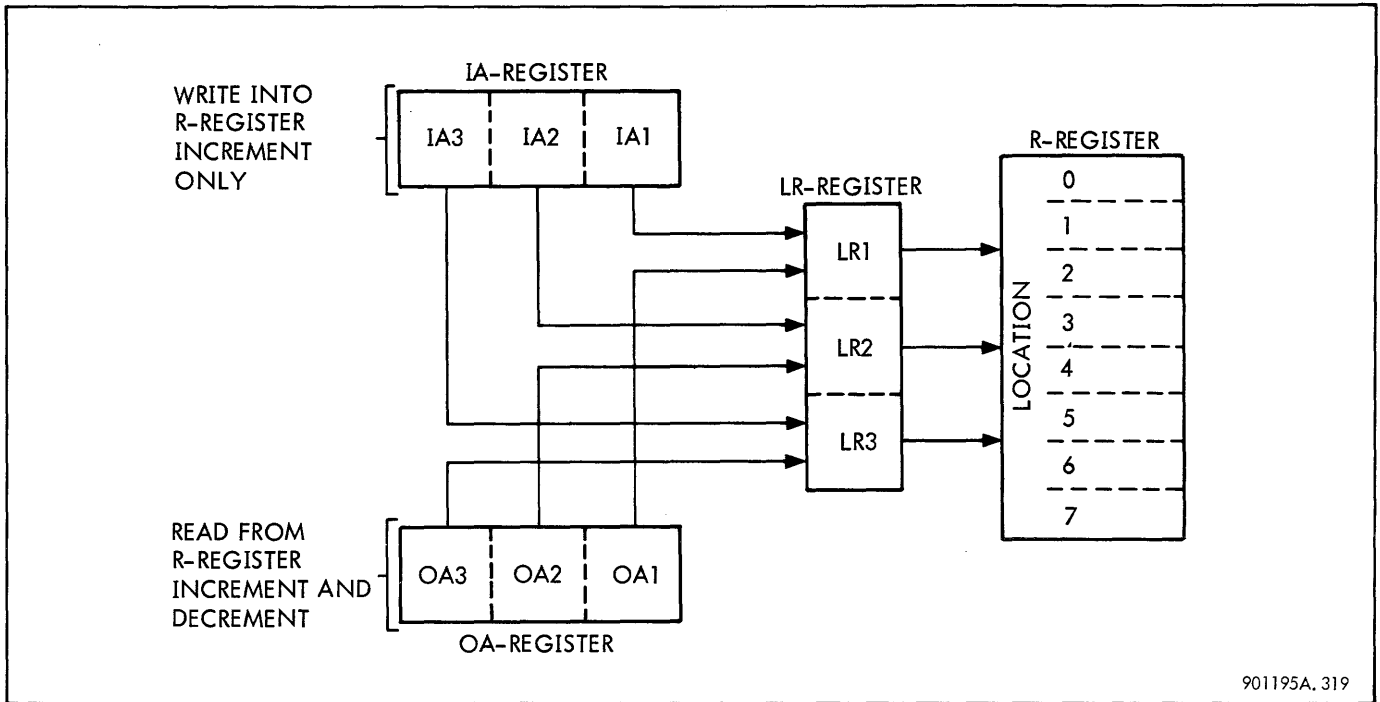 IA-REGISTER
WRITE INTO
R-REGISTER
INCREMENT
ONLY
IA3 IA2 IA1
LR-REGISTER
LR1
LR2
LR3
R-REGISTER
LOCATION
0
1
2
3
4
5
6
7
READ FROM
R-REGISTER
INCREMENT AND
DECREMENT
OA3 OA2 OA1
OA-REGISTER
901195A.319